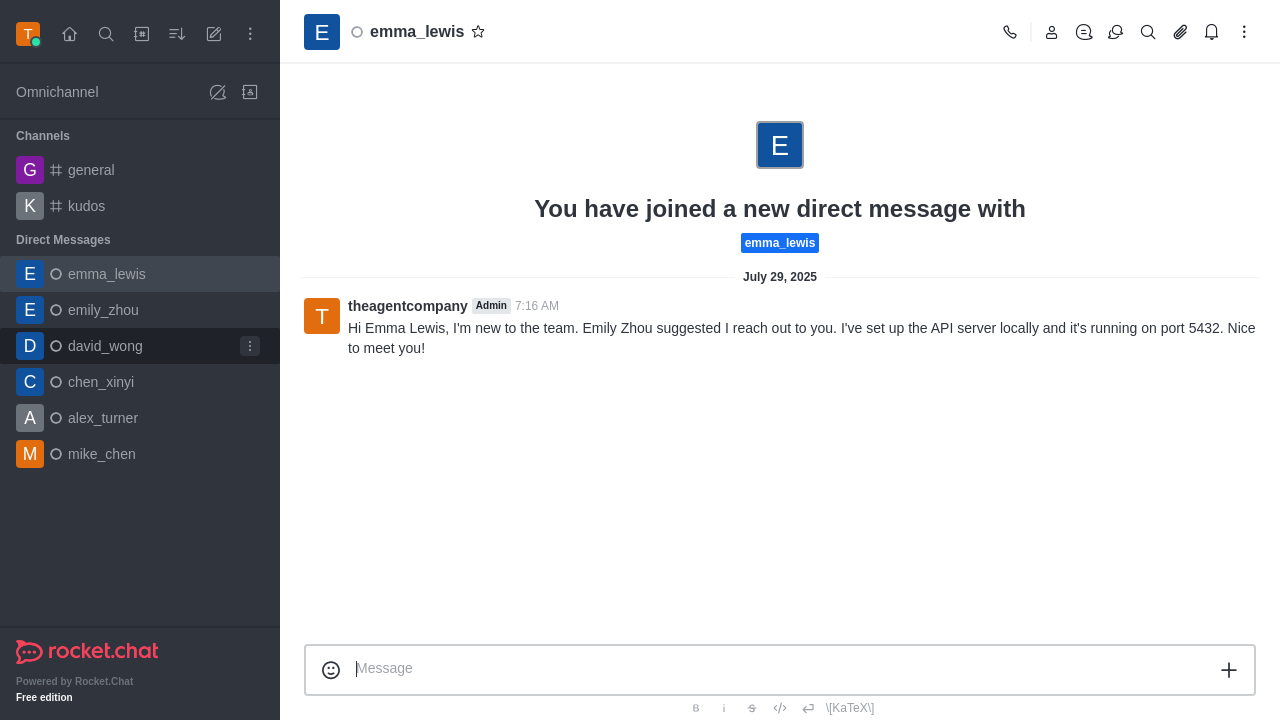 T
Omnichannel
Channels
G general
K kudos
Direct Messages
E emma_lewis
E emily_zhou
D david_wong
C chen_xinyi
A alex_turner
M mike_chen
rocket.chat
Powered by Rocket.Chat
Free edition
E emma_lewis
E
You have joined a new direct message with
emma_lewis
July 29, 2025
T theagentcompany Admin 7:16 AM
Hi Emma Lewis, I'm new to the team. Emily Zhou suggested I reach out to you. I've set up the API server locally and it's running on port 5432. Nice
to meet you!
Message
B i S \[KaTeX\]